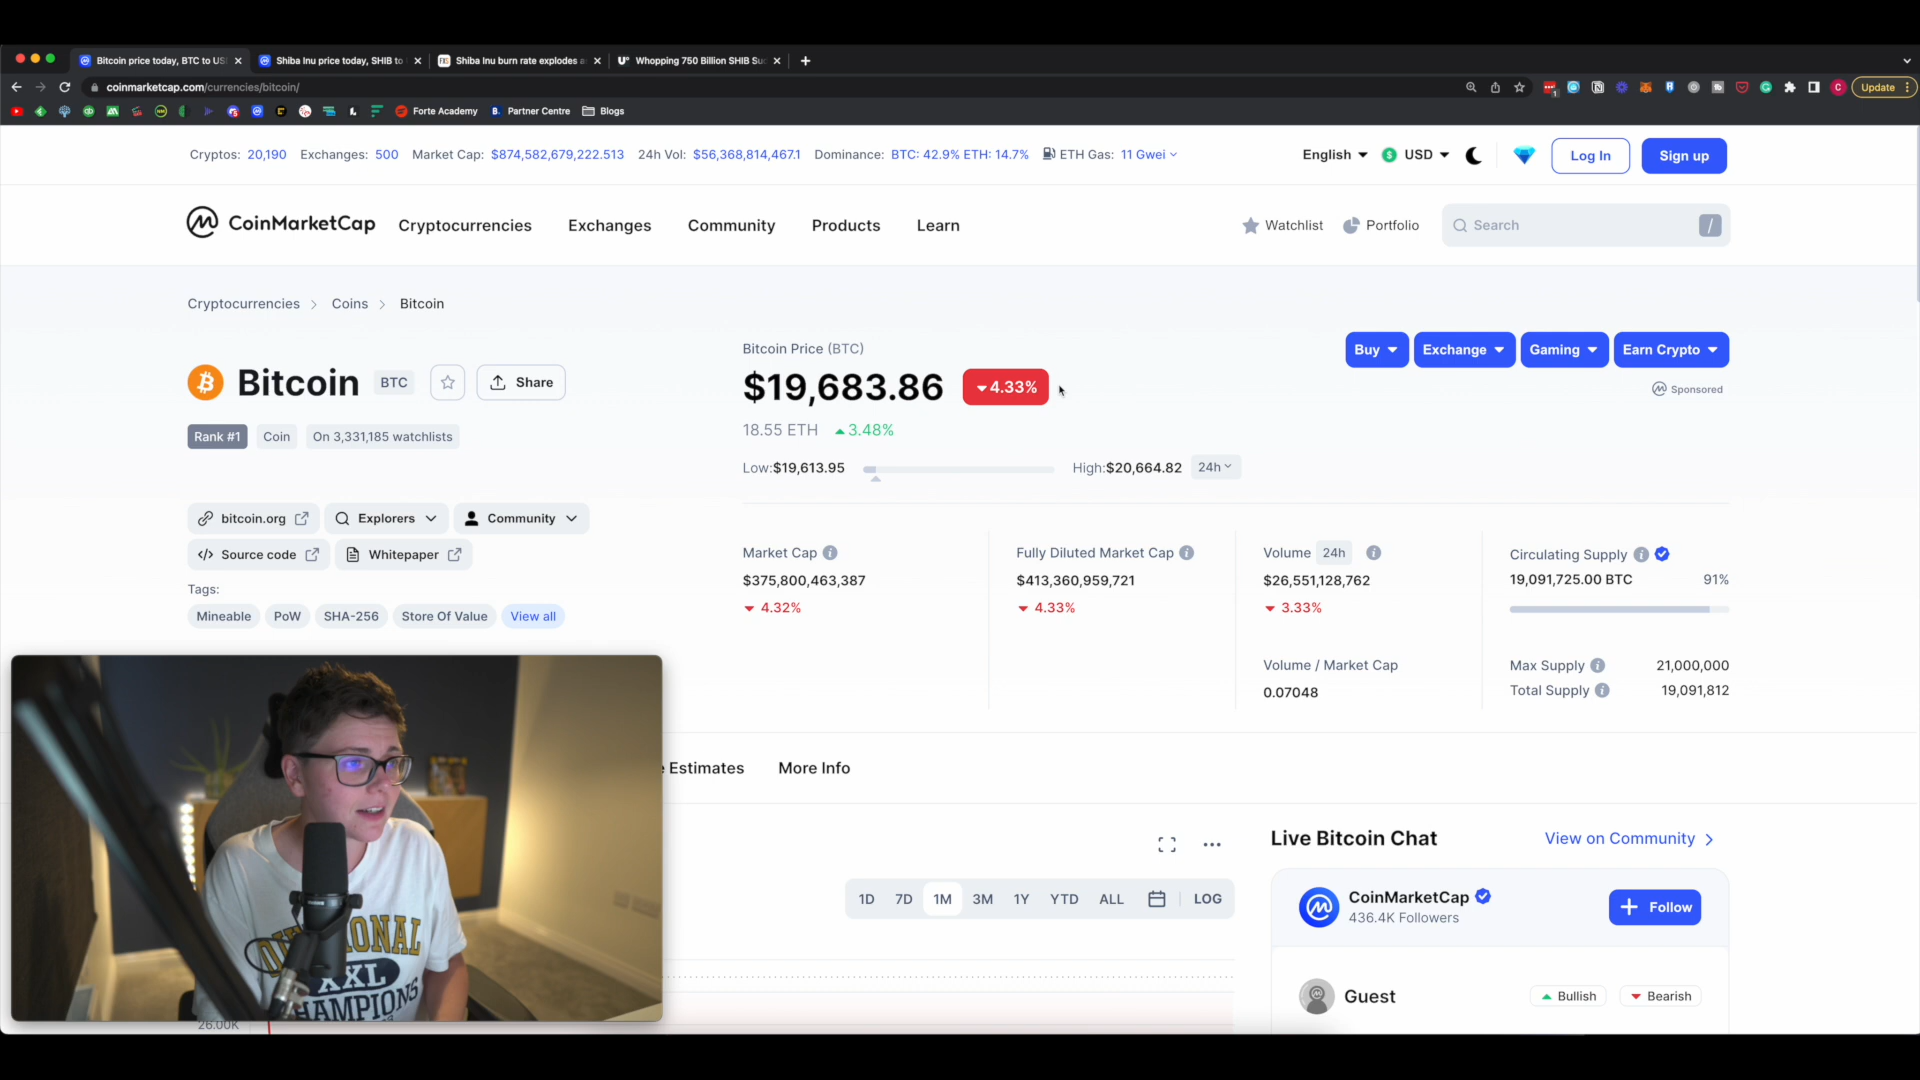 Bitcoin price today, BTC to US
Shiba Inu price today, SHIB to
Shiba Inu burn rate explodes a
Whopping 750 Billion SHIB Su
coinmarketcap.com/currencies/bitcoin/
Update
Forte Academy
B. Partner Centre
Blogs
Cryptos: 20,190 Exchanges: 500 Market Cap: $874,582,679,222.513 24h Vol: $56,368,814,467.1 Dominance: BTC: 42.9% ETH: 14.7% ETH Gas: 11 Gwei
English
USD
Log In
Sign up
CoinMarketCap
Cryptocurrencies
Exchanges
Community
Products
Learn
Watchlist
Portfolio
Search
/
Cryptocurrencies > Coins > Bitcoin
Bitcoin BTC
Share
Rank #1
Coin
On 3,331,185 watchlists
Bitcoin Price (BTC)
$19,683.86
4.33%
18.55 ETH 3.48%
Low:$19,613.95
High:$20,664.82
24h
Buy
Exchange
Gaming
Earn Crypto
Sponsored
bitcoin.org
Explorers
Community
Source code
Whitepaper
Tags:
Mineable
PoW
SHA-256
Store Of Value
View all
Market Cap
$375,800,463,387
4.32%
Fully Diluted Market Cap
$413,360,959,721
4.33%
Volume 24h
$26,551,128,762
3.33%
Volume / Market Cap
0.07048
Circulating Supply
19,091,725.00 BTC 91%
Max Supply 21,000,000
Total Supply 19,091,812
Estimates
More Info
1D 7D 1M 3M 1Y YTD ALL LOG
Live Bitcoin Chat
View on Community
CoinMarketCap
436.4K Followers
Follow
Guest
Bullish
Bearish
XXL
26.00K